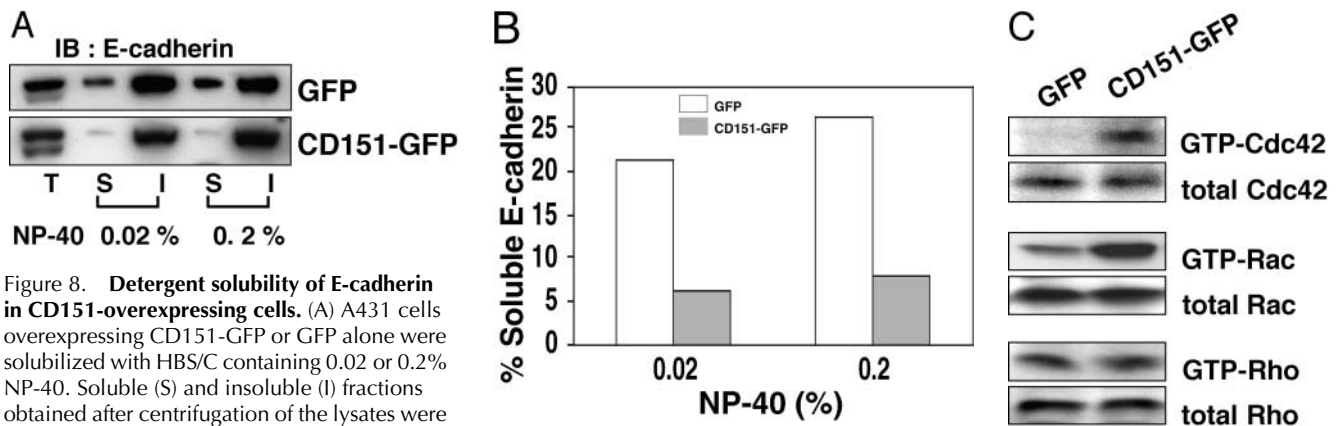 A
IB : E-cadherin
GFP
CD151-GFP
T S I S I
NP-40 0.02 % 0. 2 %
Figure 8. Detergent solubility of E-cadherin
in CD151-overexpressing cells. (A) A431 cells
overexpressing CD151-GFP or GFP alone were
solubilized with HBS/C containing 0.02 or 0.2%
NP-40. Soluble (S) and insoluble (I) fractions
obtained after centrifugation of the lysates were
B
% Soluble E-cadherin
30
25
20
15
10
5
0
GFP
CD151-GFP
0.02 0.2
NP-40 (%)
C
GFP CD151-GFP
GTP-Cdc42
total Cdc42
GTP-Rac
total Rac
GTP-Rho
total Rho